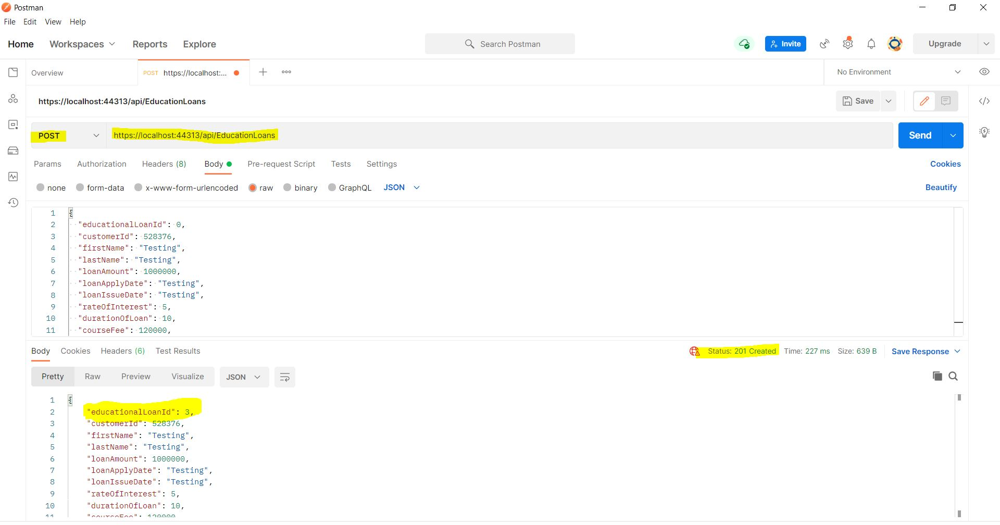 Postman
File Edit View Help
Home Workspaces Reports Explore Search Postman Invite Upgrade
Overview POST https://localhost:... No Environment
https://localhost:44313/api/EducationLoans Save
POST https://localhost:44313/api/EducationLoans Send
Params Authorization Headers (8) Body Pre-request Script Tests Settings Cookies
none form-data x-www-form-urlencoded raw binary GraphQL JSON Beautify
1 {
2 "educationalLoanId": 0,
3 "customerId": 528376,
4 "firstName": "Testing",
5 "lastName": "Testing",
6 "loanAmount": 1000000,
7 "loanApplyDate": "Testing",
8 "loanIssueDate": "Testing",
9 "rateOfInterest": 5,
10 "durationOfLoan": 10,
11 "courseFee": 120000,
Body Cookies Headers (6) Test Results Status: 201 Created Time: 227 ms Size: 639 B Save Response
Pretty Raw Preview Visualize JSON
1 {
2 "educationalLoanId": 3,
3 "customerId": 528376,
4 "firstName": "Testing",
5 "lastName": "Testing",
6 "loanAmount": 1000000,
7 "loanApplyDate": "Testing",
8 "loanIssueDate": "Testing",
9 "rateOfInterest": 5,
10 "durationOfLoan": 10,
11 "courseFee": 120000